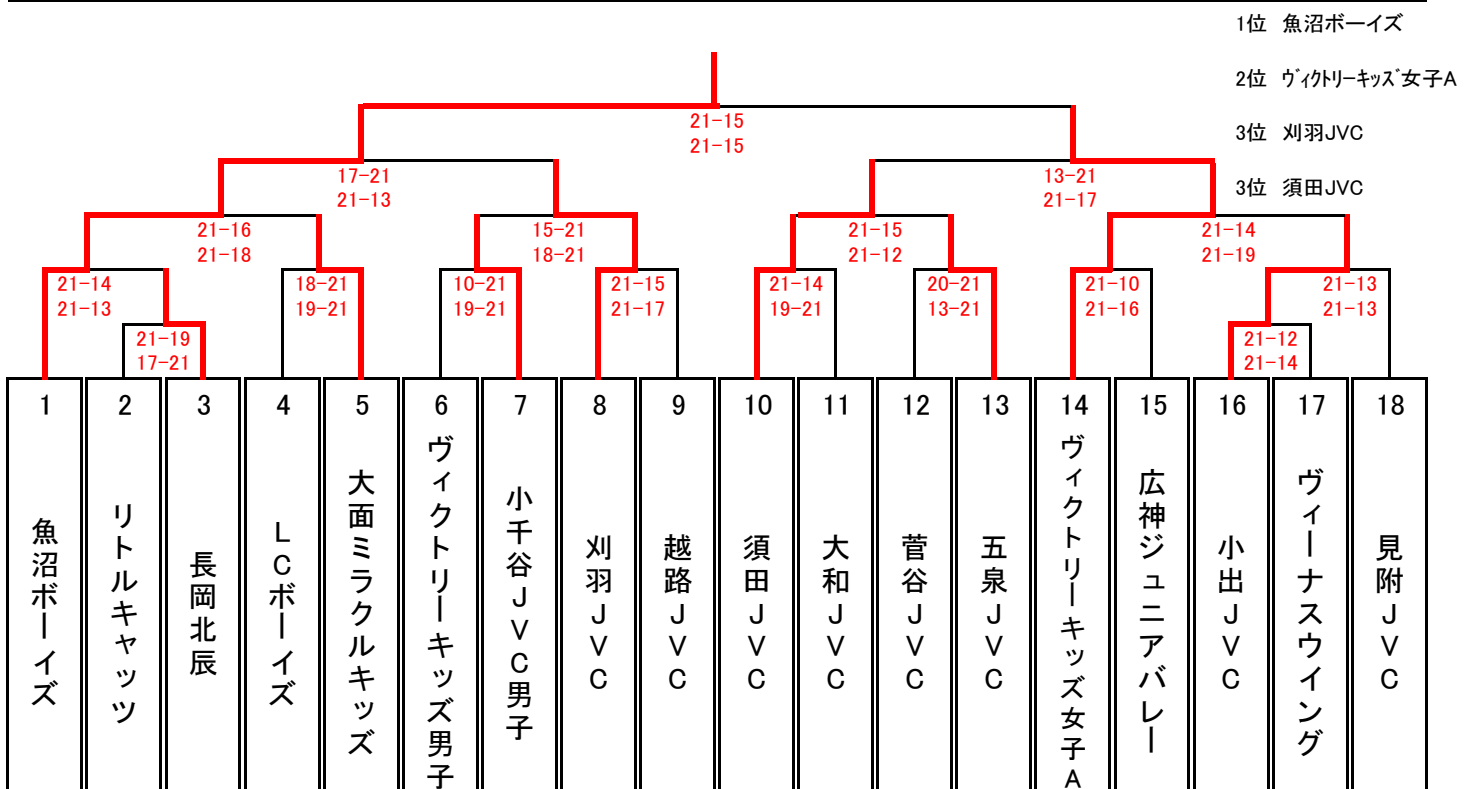 1位 魚沼ボーイズ
2位 ヴィクトリーキッズ女子A
3位 刈羽JVC
3位 須田JVC
21-15
21-15
17-21
21-13
13-21
21-17
21-16
21-18
15-21
18-21
21-15
21-12
21-14
21-19
21-14
21-13
18-21
19-21
10-21
19-21
21-15
21-17
21-14
19-21
20-21
13-21
21-10
21-16
21-13
21-13
21-19
17-21
21-12
21-14
1 魚沼ボーイズ
2 リトルキャッツ
3 長岡北辰
4 LCボーイズ
5 大面ミラクルキッズ
6 ヴィクトリーキッズ男子
7 小千谷JVC男子
8 刈羽JVC
9 越路JVC
10 須田JVC
11 大和JVC
12 菅谷JVC
13 五泉JVC
14 ヴィクトリーキッズ女子A
15 広神ジュニアバレー
16 小出JVC
17 ヴィーナスウイング
18 見附JVC